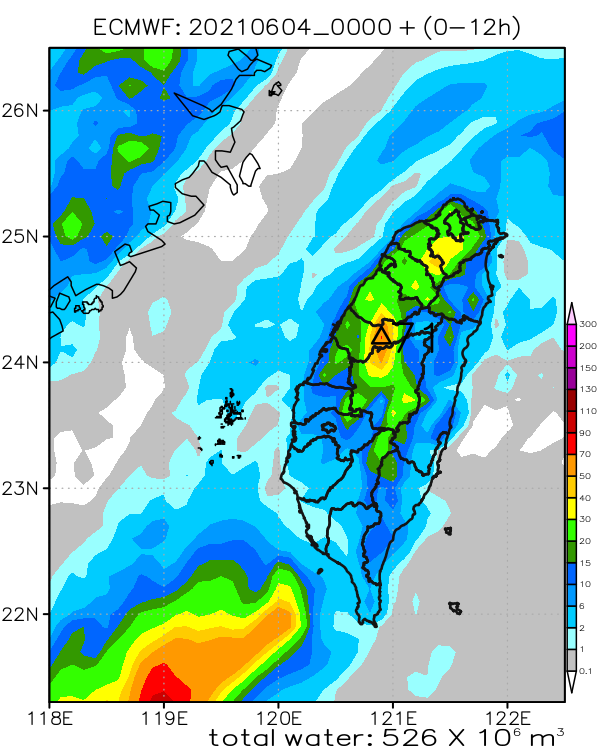 ECMWF: 20210604_0000 + (0−12h)
26N
25N
24N
23N
22N
300
200
150
130
110
90
70
50
40
30
20
15
10
6
2
1
0.1
118E 119E 120E 121E 122E
total water: 526 X 10⁶ m³